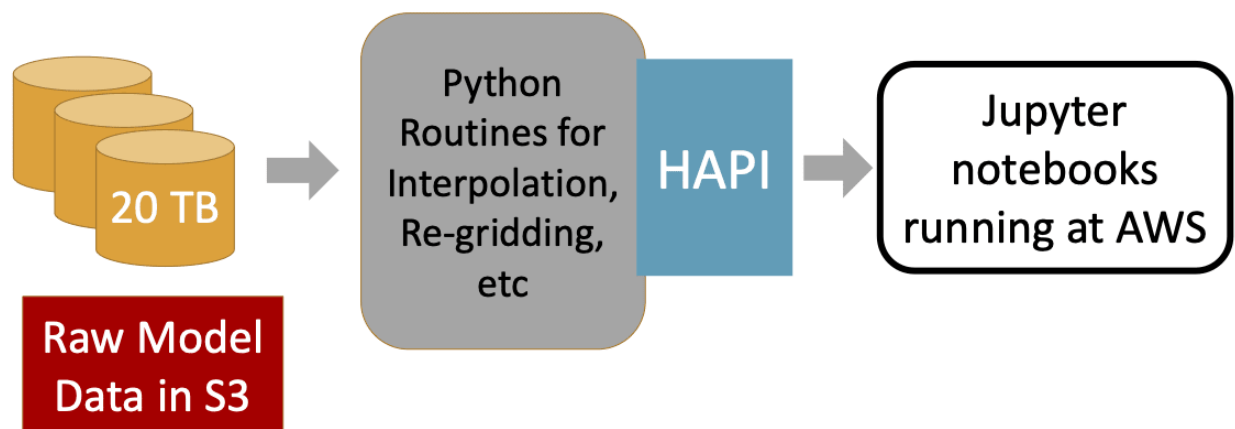 20 TB
Raw Model
Data in S3
Python
Routines for
Interpolation,
Re-gridding,
etc
HAPI
Jupyter
notebooks
running at AWS